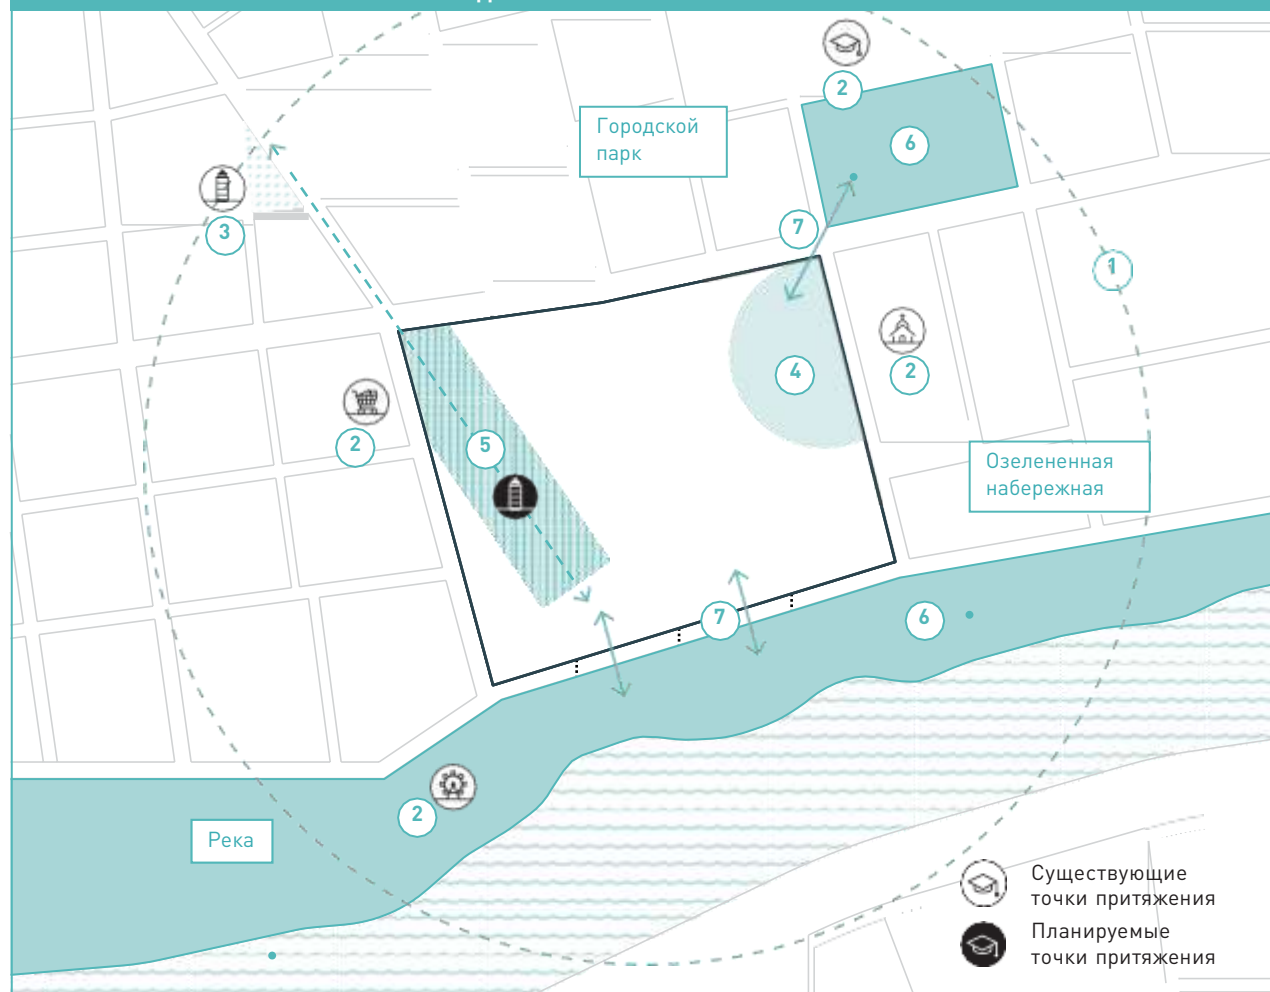 2
Городской
парк
6
3
7
1
4
2
5
2
Озелененная
набережная
7
6
2
Река
Существующие
точки притяжения
Планируемые
точки притяжения